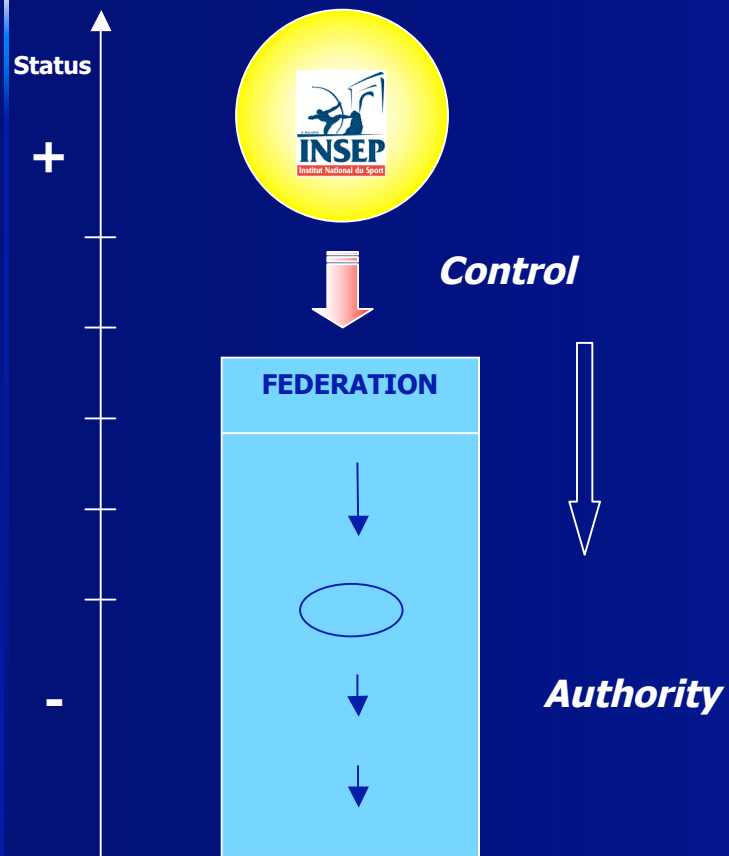 Status
+
INSEP
Institut National du Sport
Control
FEDERATION
-
Authority